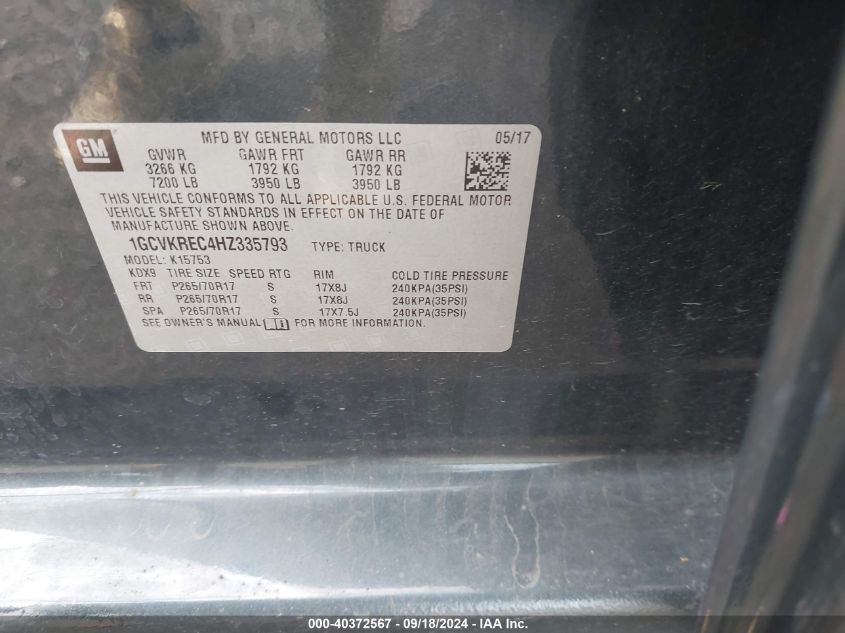 GM
MFD BY GENERAL MOTORS LLC 05/17
GVWR GAWR FRT GAWR RR
3266 KG 1792 KG 1792 KG
7200 LB 3950 LB 3950 LB
THIS VEHICLE CONFORMS TO ALL APPLICABLE U.S. FEDERAL MOTOR
VEHICLE SAFETY STANDARDS IN EFFECT ON THE DATE OF
MANUFACTURE SHOWN ABOVE.
1GCVKREC4HZ335793 TYPE: TRUCK
MODEL: K15753
KDX9 TIRE SIZE SPEED RTG RIM COLD TIRE PRESSURE
FRT P265/70R17 S 17X8J 240KPA(35PSI)
RR P265/70R17 S 17X8J 240KPA(35PSI)
SPA P265/70R17 S 17X7.5J 240KPA(35PSI)
SEE OWNER'S MANUAL FOR MORE INFORMATION.
000-40372567 - 09/18/2024 - IAAI.COM